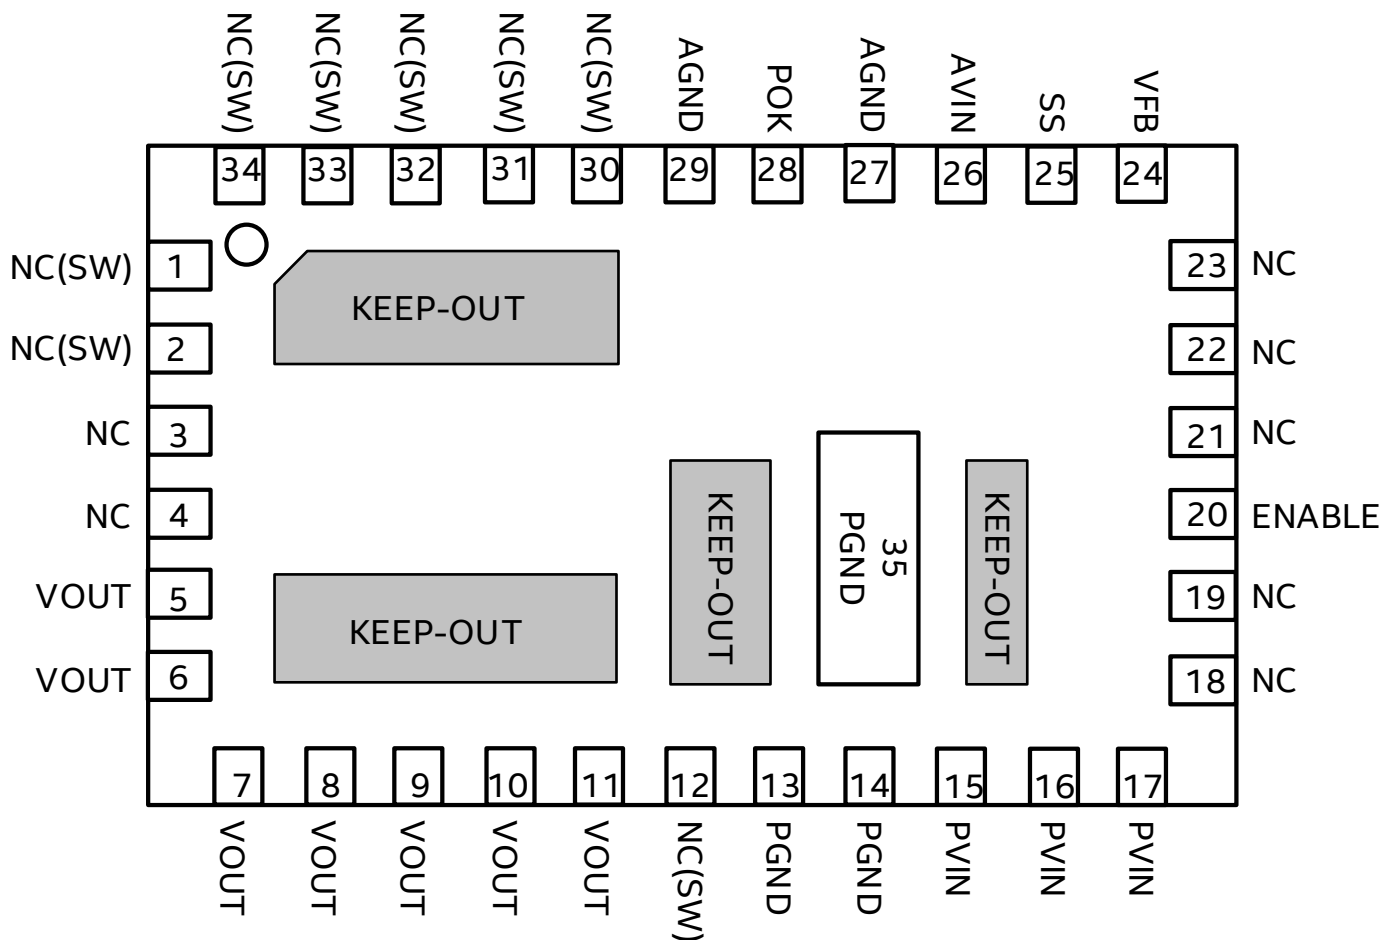 NC(SW)
NC(SW)
NC(SW)
NC(SW)
NC(SW)
AGND
POK
AGND
AVIN
SS
VFB
34
33
32
31
30
29
28
27
26
25
24
NC(SW) 1
23 NC
KEEP-OUT
NC(SW) 2
22 NC
NC 3
21 NC
NC 4
20 ENABLE
KEEP-OUT
35
PGND
KEEP-OUT
VOUT 5
19 NC
KEEP-OUT
VOUT 6
18 NC
7
8
9
10
11
12
13
14
15
16
17
VOUT
VOUT
VOUT
VOUT
VOUT
NC(SW)
PGND
PGND
PVIN
PVIN
PVIN